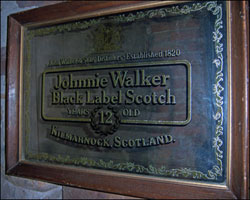 Established 1820
Johnnie Walker
Black Label Scotch
YEARS 12 OLD
KILMARNOCK, SCOTLAND.